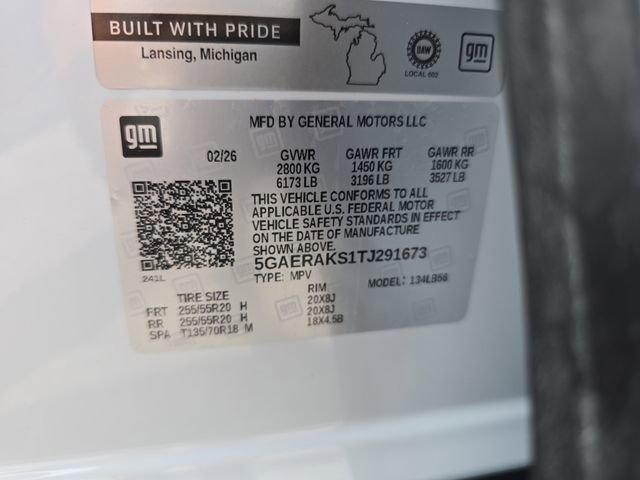 BUILT WITH PRIDE
Lansing, Michigan
UAW
LOCAL 602
gm
gm
MFD BY GENERAL MOTORS LLC
02/26 GVWR GAWR FRT GAWR RR
2800 KG 1450 KG 1600 KG
6173 LB 3196 LB 3527 LB
THIS VEHICLE CONFORMS TO ALL
APPLICABLE U.S. FEDERAL MOTOR
VEHICLE SAFETY STANDARDS IN EFFECT
ON THE DATE OF MANUFACTURE
SHOWN ABOVE.
5GAERAKS1TJ291673
241L TYPE: MPV MODEL: 134LB56
TIRE SIZE RIM
FRT 255/55R20 H 20X8J
RR 255/55R20 H 20X8J
SPA T135/70R18 M 18X4.5B